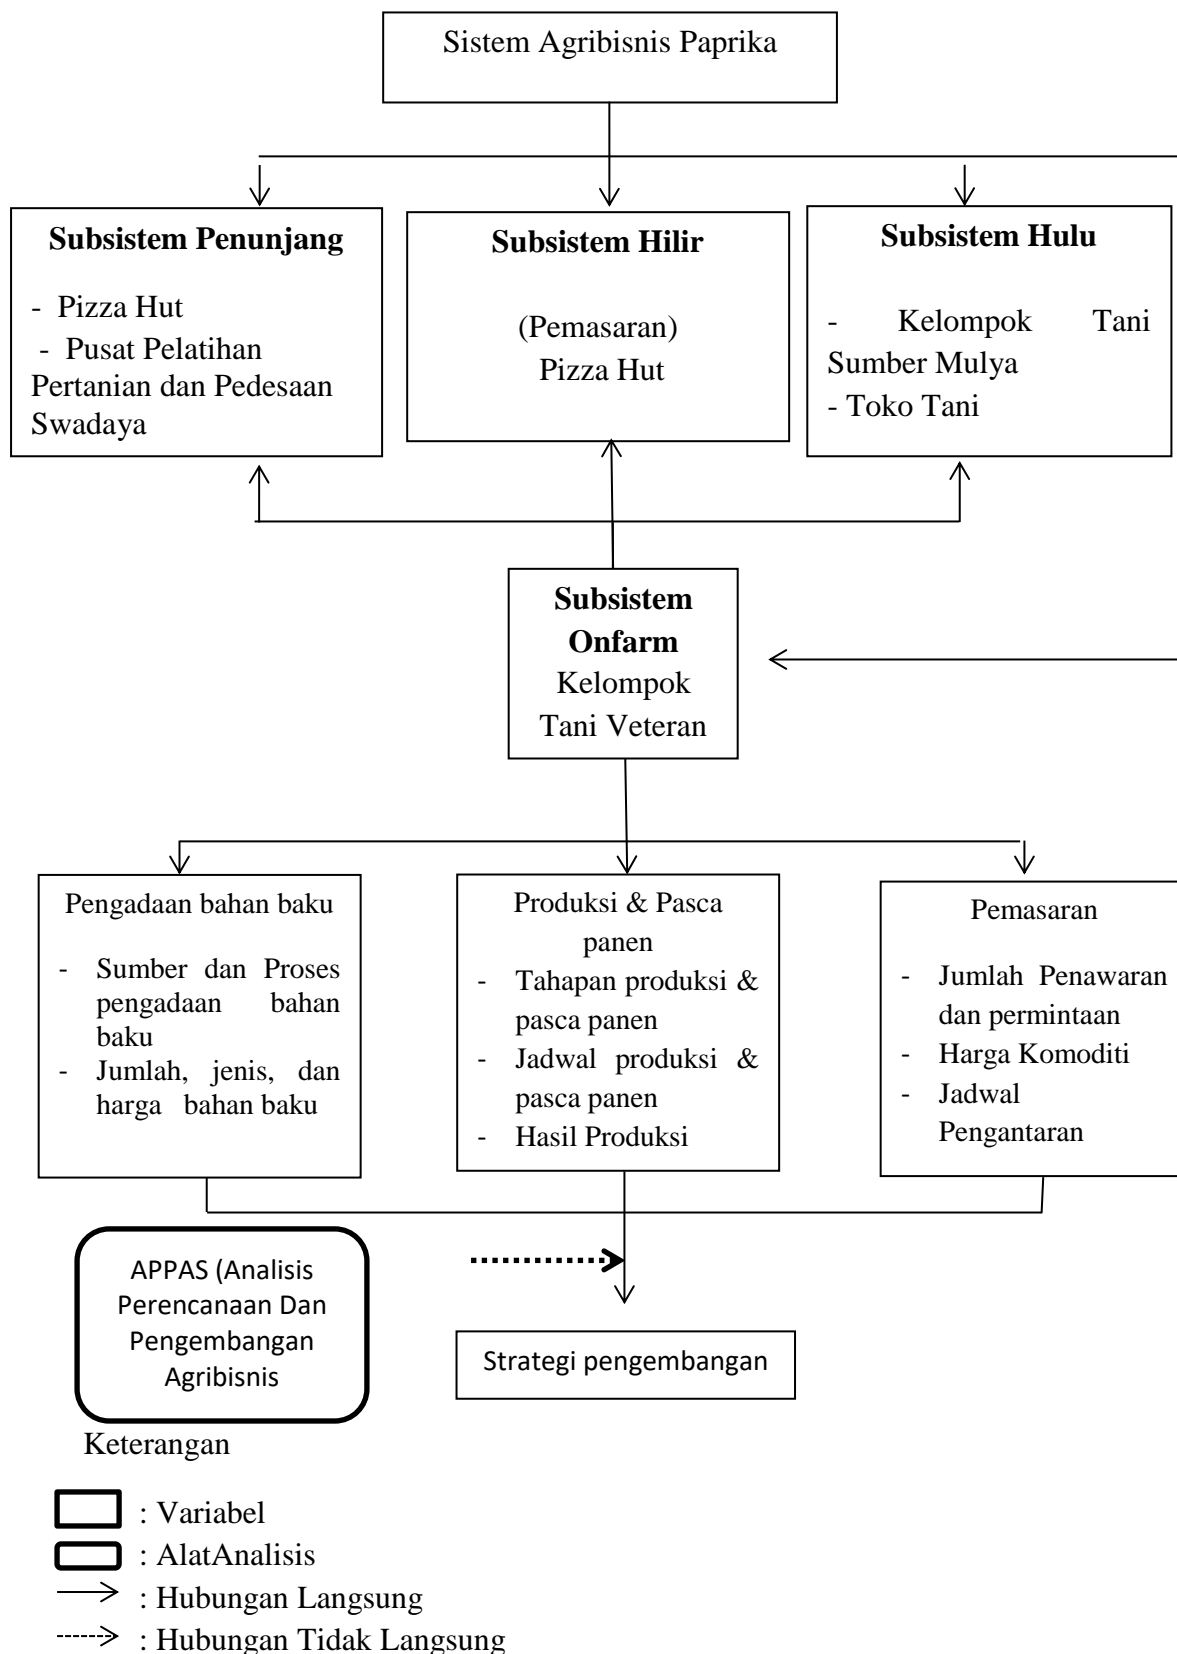 Sistem Agribisnis Paprika
Subsistem Penunjang
- Pizza Hut
- Pusat Pelatihan
Pertanian dan Pedesaan
Swadaya
Subsistem Hilir
(Pemasaran)
Pizza Hut
Subsistem Hulu
- Kelompok Tani
Sumber Mulya
- Toko Tani
Subsistem
Onfarm
Kelompok
Tani Veteran
Pengadaan bahan baku
- Sumber dan Proses
pengadaan bahan
baku
- Jumlah, jenis, dan
harga bahan baku
Produksi & Pasca
panen
- Tahapan produksi &
pasca panen
- Jadwal produksi &
pasca panen
- Hasil Produksi
Pemasaran
- Jumlah Penawaran
dan permintaan
- Harga Komoditi
- Jadwal
Pengantaran
APPAS (Analisis
Perencanaan Dan
Pengembangan
Agribisnis
Strategi pengembangan
Keterangan
: Variabel
: AlatAnalisis
: Hubungan Langsung
: Hubungan Tidak Langsung